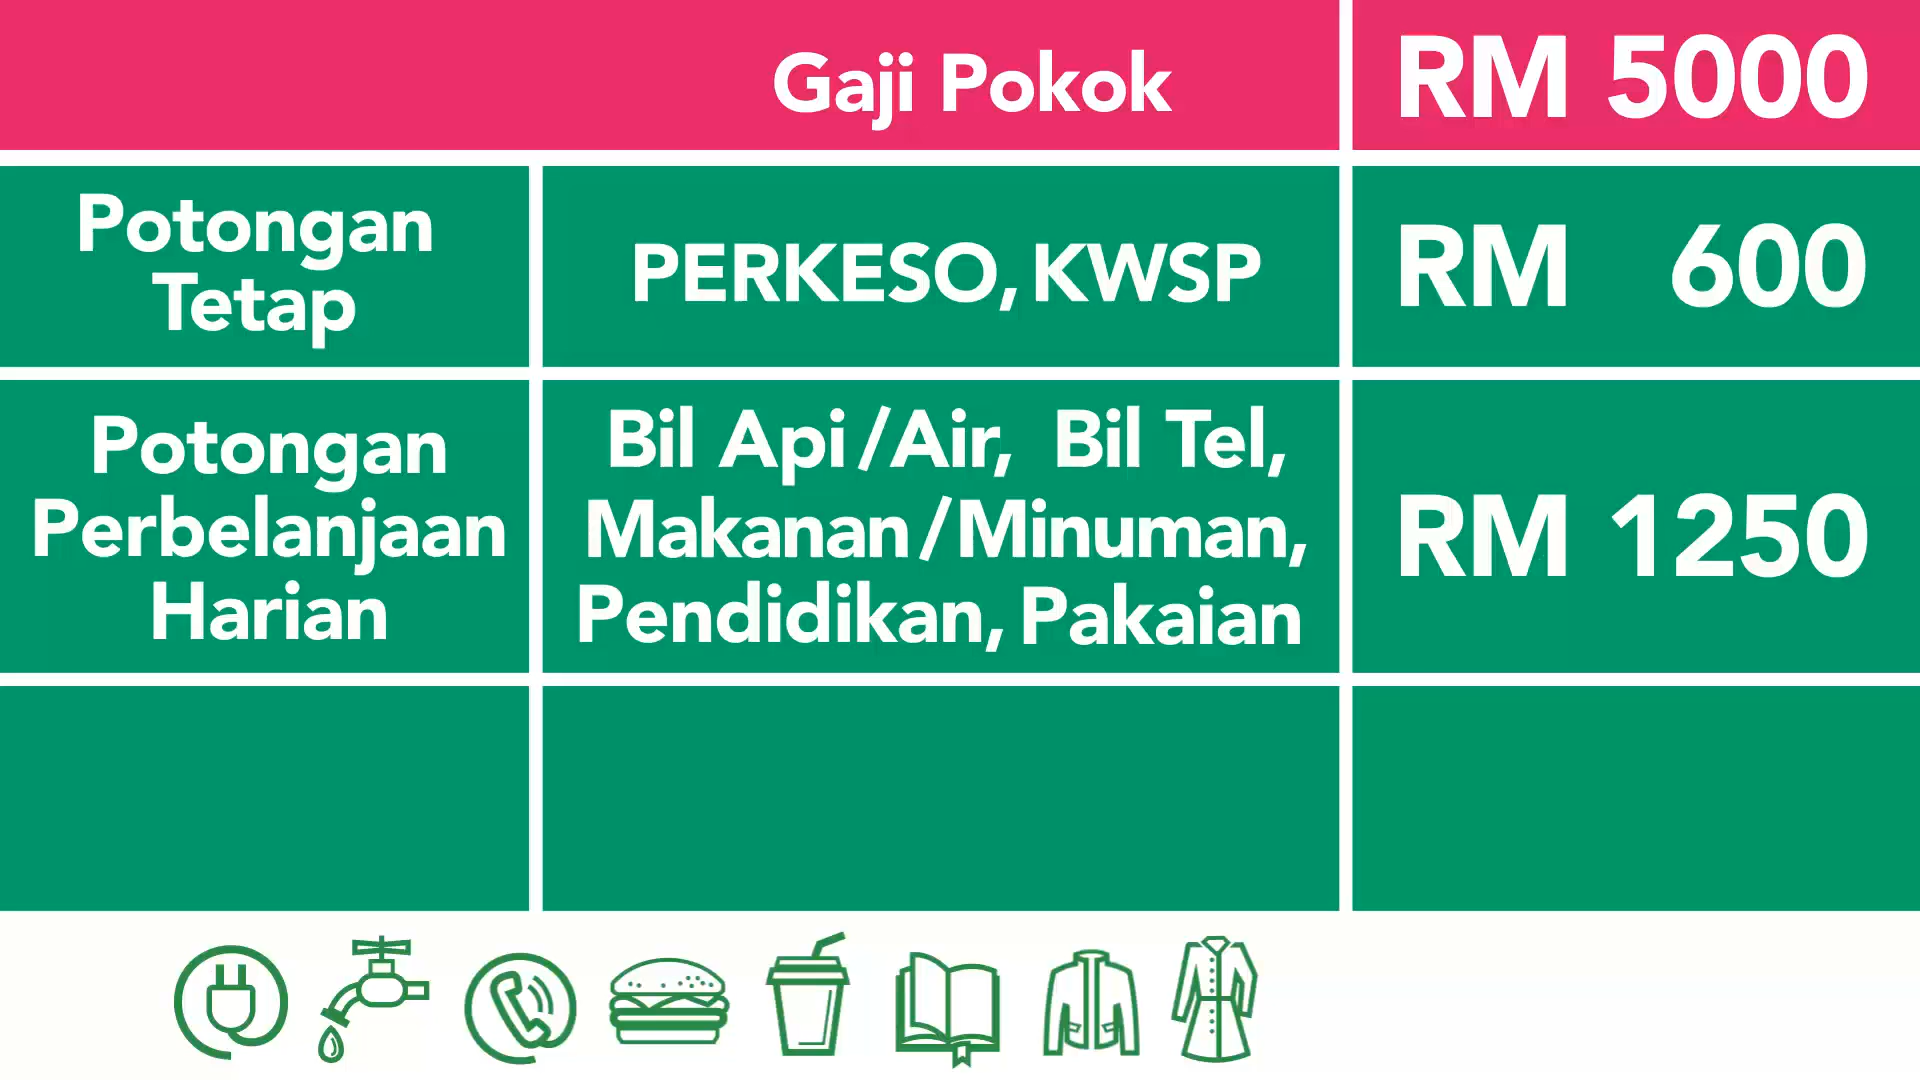 Gaji Pokok RM 5000
Potongan
Tetap
PERKESO, KWSP
RM 600
Potongan
Perbelanjaan
Harian
Bil Api/Air, Bil Tel,
Makanan/Minuman,
Pendidikan, Pakaian
RM 1250